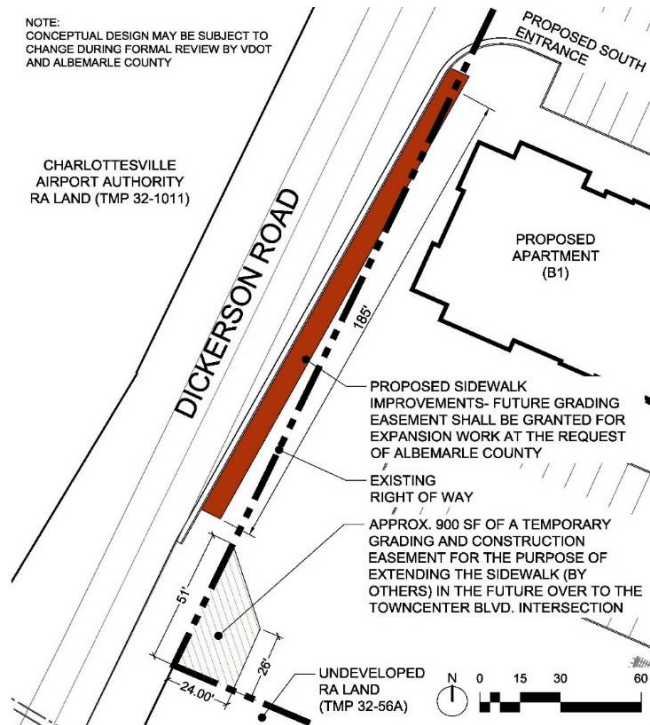 NOTE:
CONCEPTUAL DESIGN MAY BE SUBJECT TO
CHANGE DURING FORMAL REVIEW BY VDOT
AND ALBEMARLE COUNTY
PROPOSED SOUTH
ENTRANCE
CHARLOTTESVILLE
AIRPORT AUTHORITY
RA LAND (TMP 32-1011)
DICKERSON ROAD
PROPOSED
APARTMENT
(B1)
185'
PROPOSED SIDEWALK
IMPROVEMENTS- FUTURE GRADING
EASEMENT SHALL BE GRANTED FOR
EXPANSION WORK AT THE REQUEST
OF ALBEMARLE COUNTY
EXISTING
RIGHT OF WAY
APPROX. 900 SF OF A TEMPORARY
GRADING AND CONSTRUCTION
EASEMENT FOR THE PURPOSE OF
EXTENDING THE SIDEWALK (BY
OTHERS) IN THE FUTURE OVER TO THE
TOWNCENTER BLVD. INTERSECTION
51'
26'
24.00'
UNDEVELOPED
RA LAND
(TMP 32-56A)
N
0 15 30 60